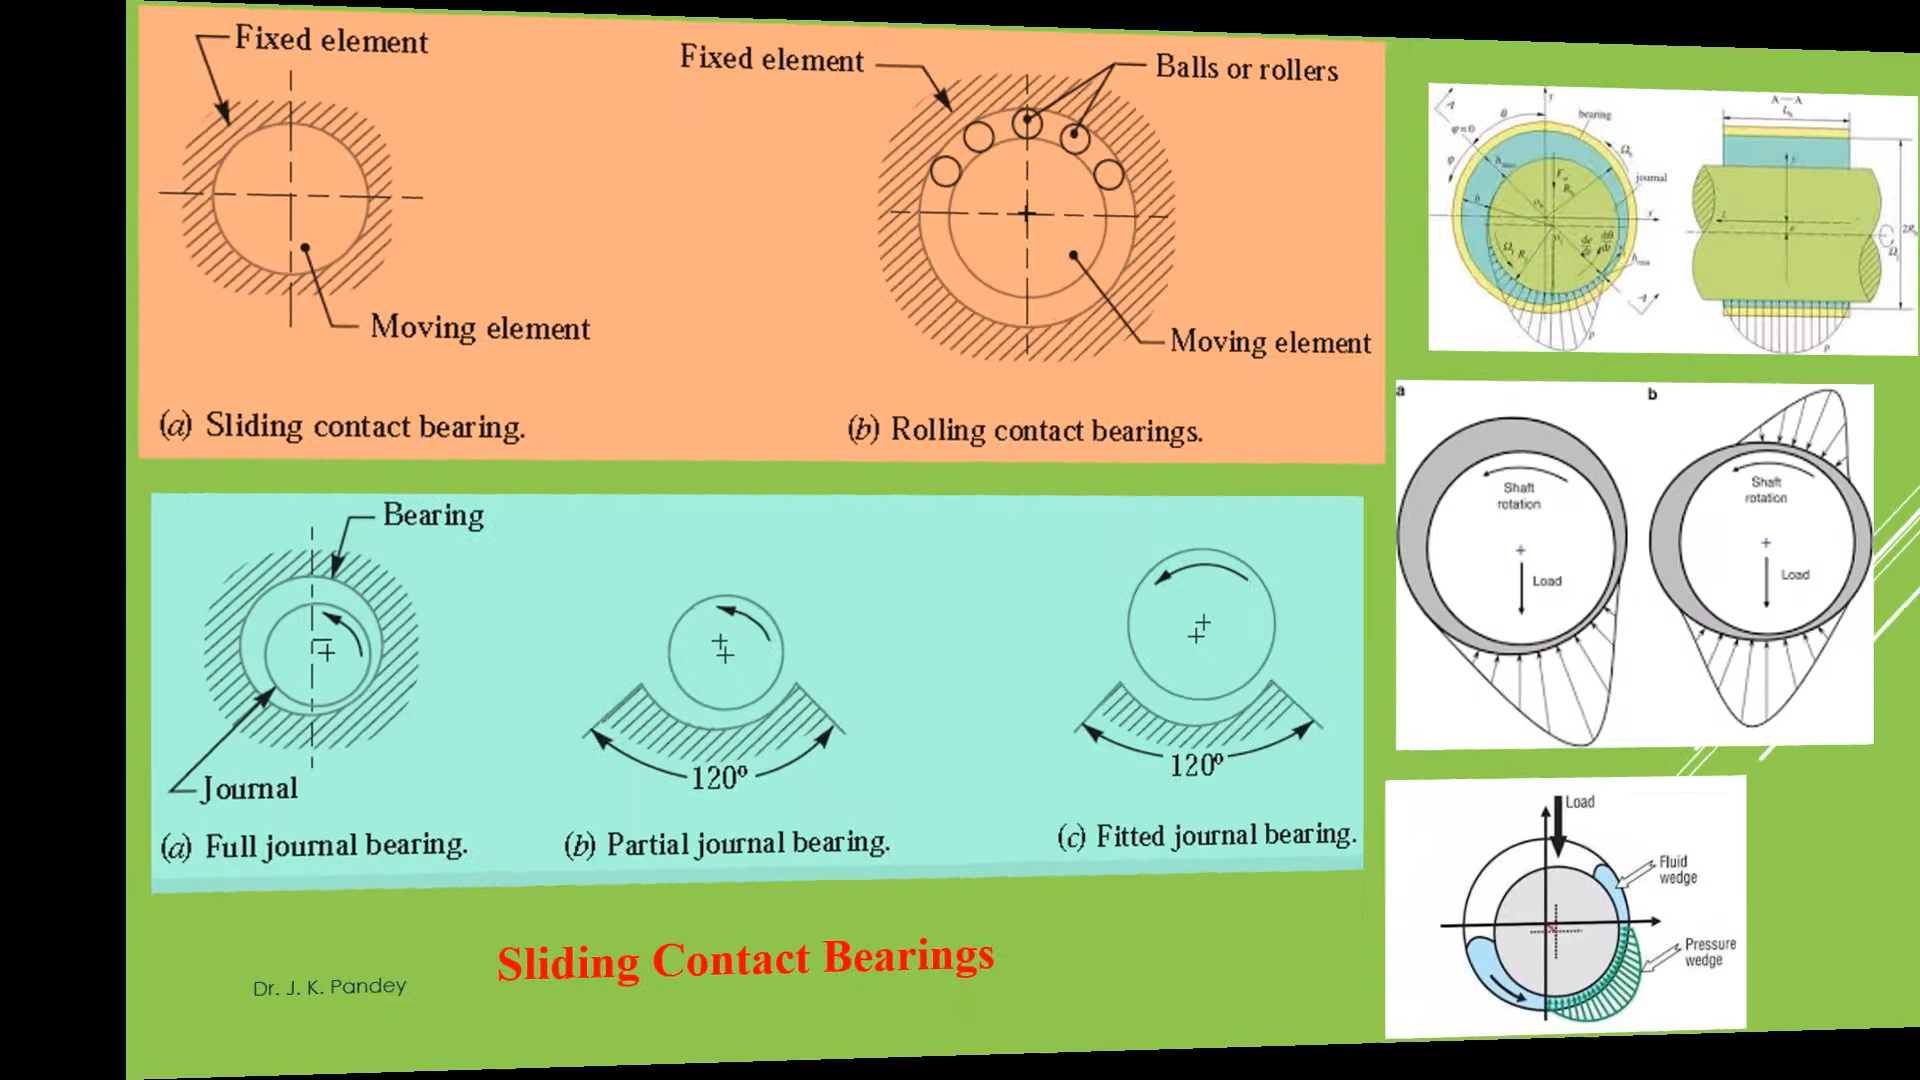 Fixed element
Moving element
(a) Sliding contact bearing.
Fixed element
Balls or rollers
Moving element
(b) Rolling contact bearings.
Bearing
Journal
(a) Full journal bearing.
120º
(b) Partial journal bearing.
120º
(c) Fitted journal bearing.
Sliding Contact Bearings
Dr. J. K. Pandey
bearing
journal
A
A
A—A
a
Shaft
rotation
Load
b
Shaft
rotation
Load
Load
Fluid
wedge
Pressure
wedge